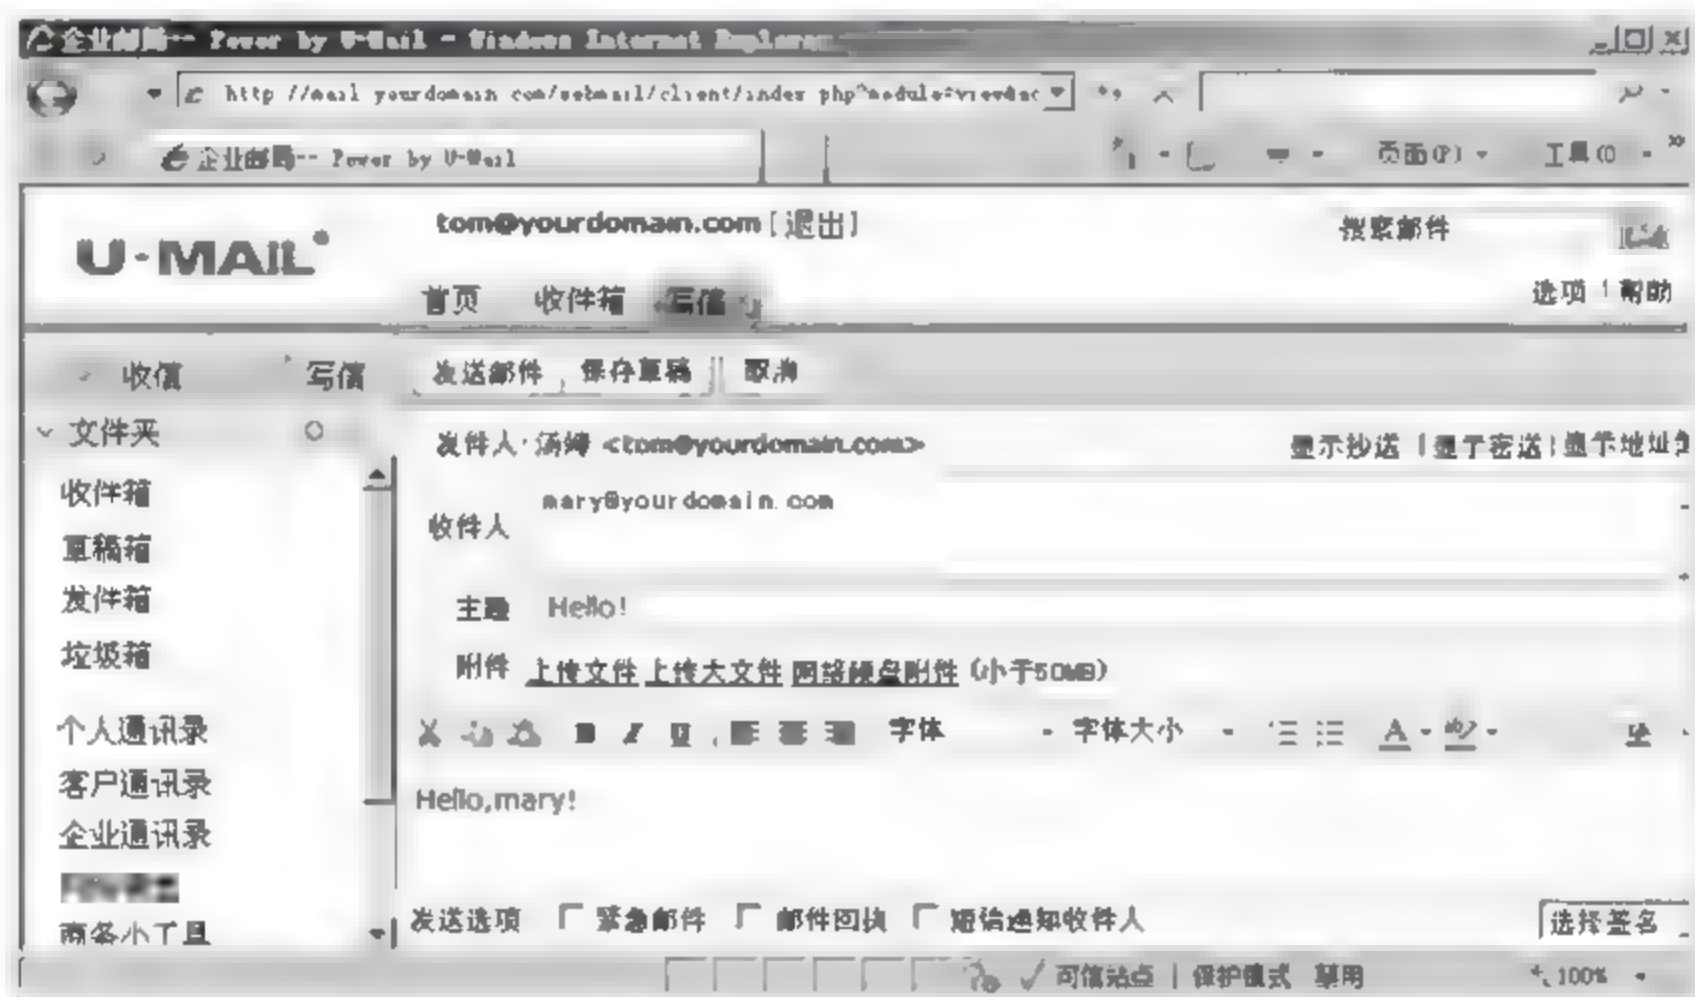 企业邮局-- Power by U-Mail - Windows Internet Explorer
http //mail yourdomain com/webmail/client/index php?module=view&ac
企业邮局-- Power by U-Mail
页面(P)
工具(O
U-MAIL®
tom@yourdomain.com [退出]
搜索邮件
首页 收件箱 写信
选项 | 帮助
收信 写信
发送邮件 保存草稿 取消
文件夹
发件人: 汤姆 <tom@yourdomain.com>
显示抄送 | 显示密送 | 显示地址
收件箱
mary@yourdomain.com
收件人
草稿箱
发件箱
主题 Hello!
垃圾箱
附件 上传文件 上传大文件 网络硬盘附件 (小于50MB)
个人通讯录
B I U 字体 字体大小 A
客户通讯录
Hello,mary!
企业通讯录
发送选项 紧急邮件 邮件回执 短信通知收件人
选择签名
商务小工具
可信站点 | 保护模式 禁用
100%